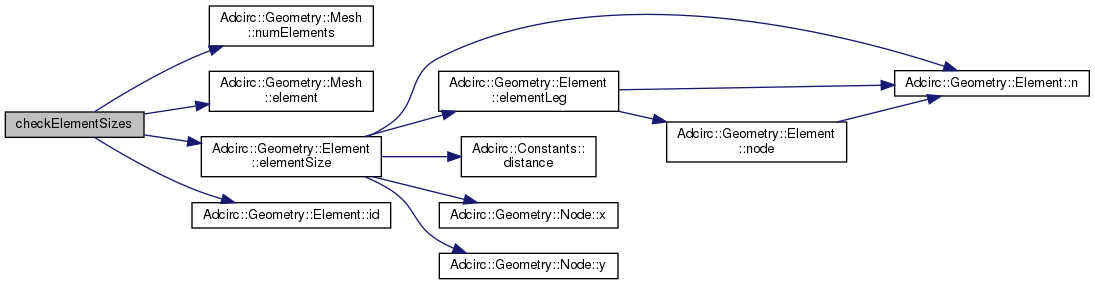 checkElementSizes
Adcirc::Geometry::Mesh
::numElements
Adcirc::Geometry::Mesh
::element
Adcirc::Geometry::Element
::elementSize
Adcirc::Geometry::Element::id
Adcirc::Geometry::Element
::elementLeg
Adcirc::Constants::
distance
Adcirc::Geometry::Node::x
Adcirc::Geometry::Node::y
Adcirc::Geometry::Element
::node
Adcirc::Geometry::Element::n